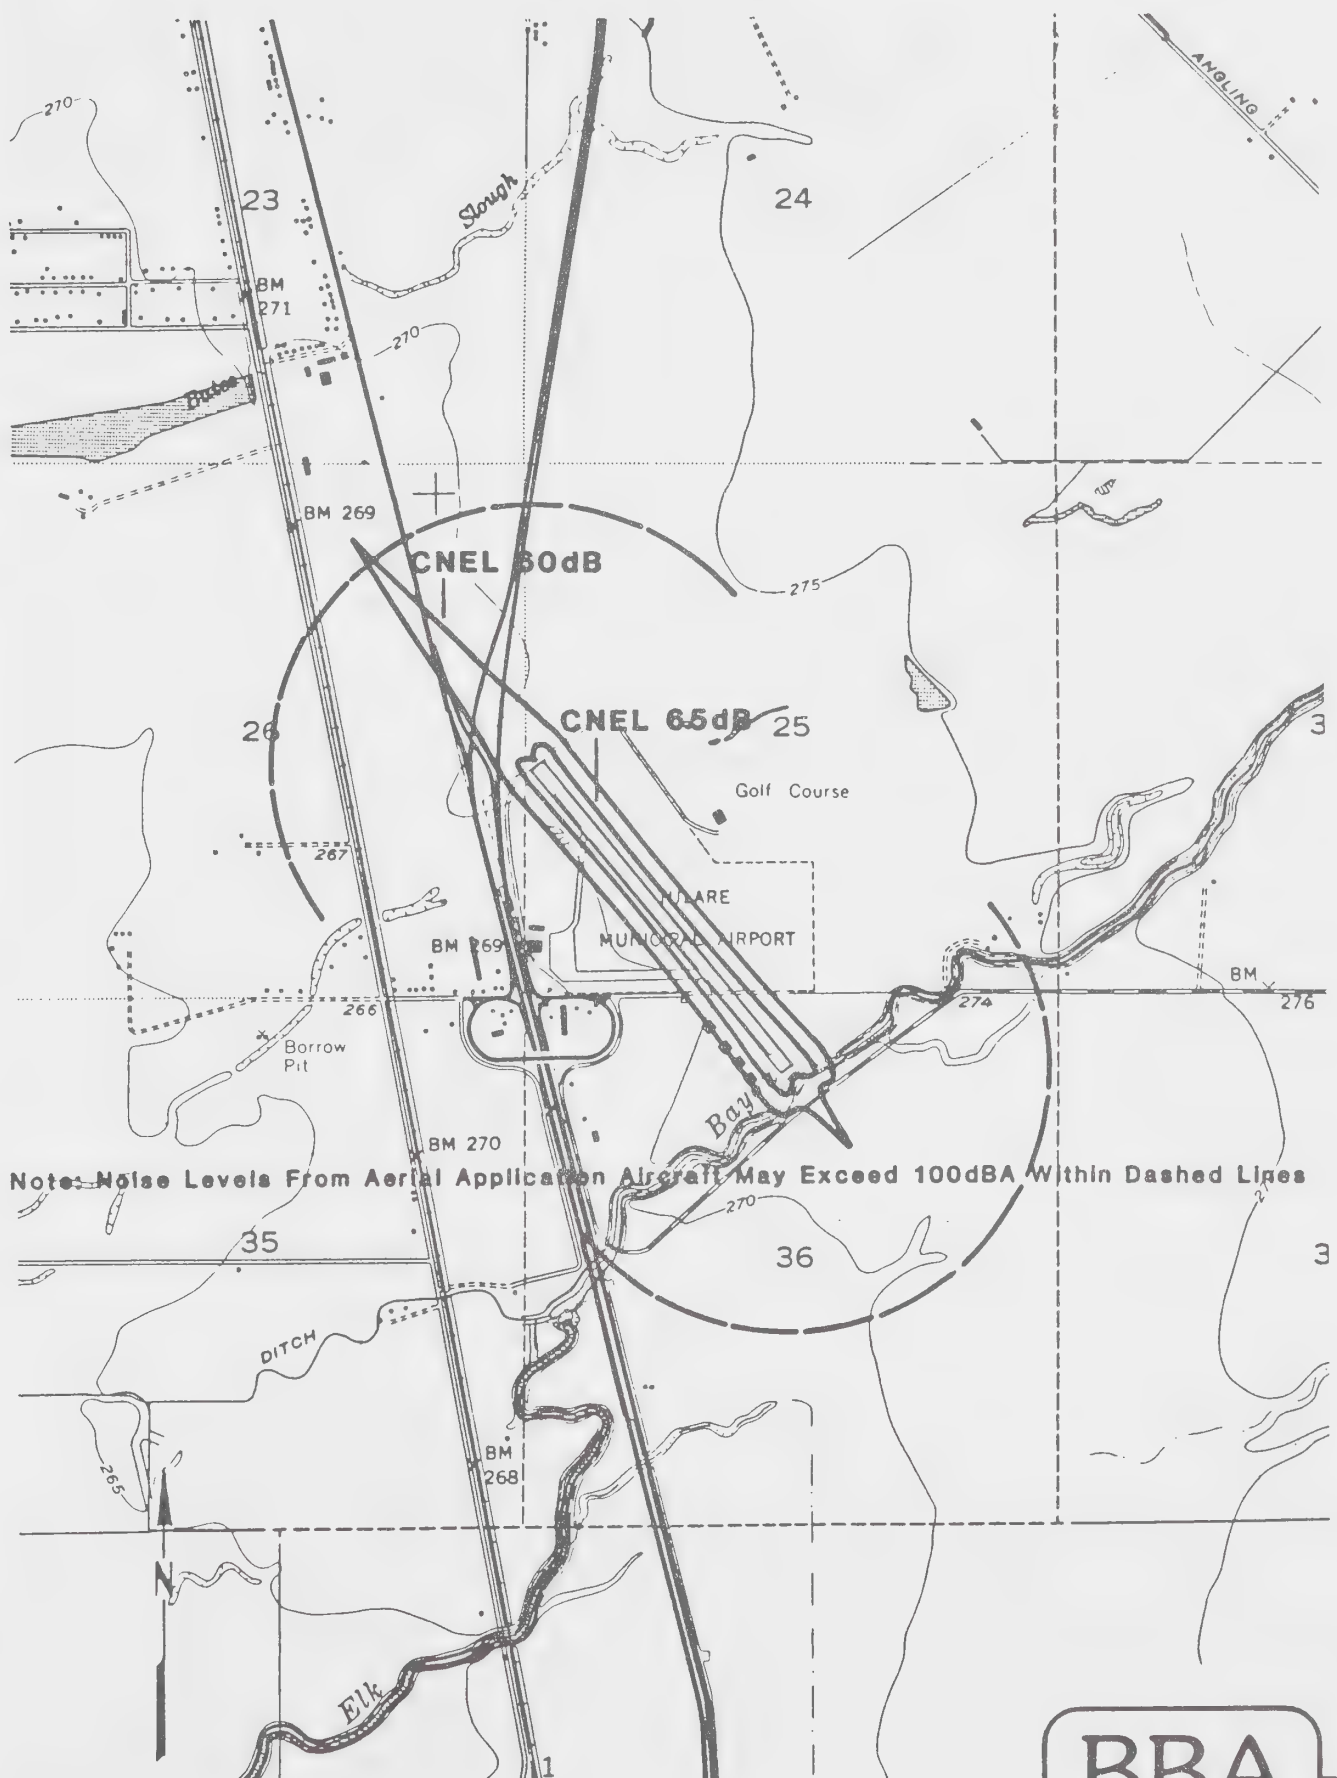 ANGLING
270
23
24
Slough
BM
271
270
BM 269
CNEL 60dB
275
26
CNEL 65dB
25
3
Golf Course
267
TULARE
BM 269
MUNICIPAL AIRPORT
BM
266
274
276
Borrow
Pit
Bay
BM 270
Note: Noise Levels From Aerial Application Aircraft May Exceed 100dBA Within Dashed Lines
270
35
36
3
DITCH
BM
268
265
N
Elk
1
BBA